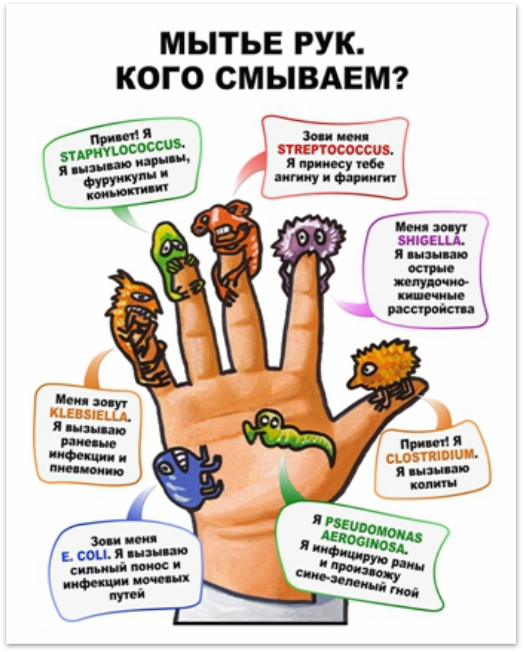 МЫТЬЕ РУК.
КОГО СМЫВАЕМ?
Привет! Я
STAPHYLOCOCCUS.
Я вызываю нарывы,
фурункулы и
коньюктивит
Зови меня
STREPTOCOCCUS.
Я принесу тебе
ангину и фарингит
Меня зовут
SHIGELLA.
Я вызываю
острые
желудочно-
кишечные
расстройства
Меня зовут
KLEBSIELLA.
Я вызываю
раневые
инфекции и
пневмонию
Привет! Я
CLOSTRIDIUM.
Я вызываю
колиты
Зови меня
E. COLI. Я вызываю
сильный понос и
инфекции мочевых
путей
Я PSEUDOMONAS
AEROGINOSA.
Я инфицирую раны
и произвожу
сине-зеленый гной